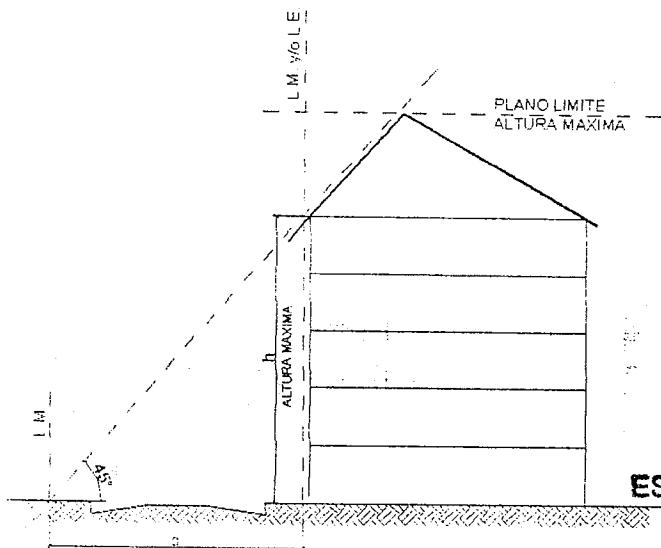 L.M. y/o L.E.
PLANO LIMITE
ALTURA MAXIMA
ALTURA MAXIMA
h
L.M.
45°
ES
a